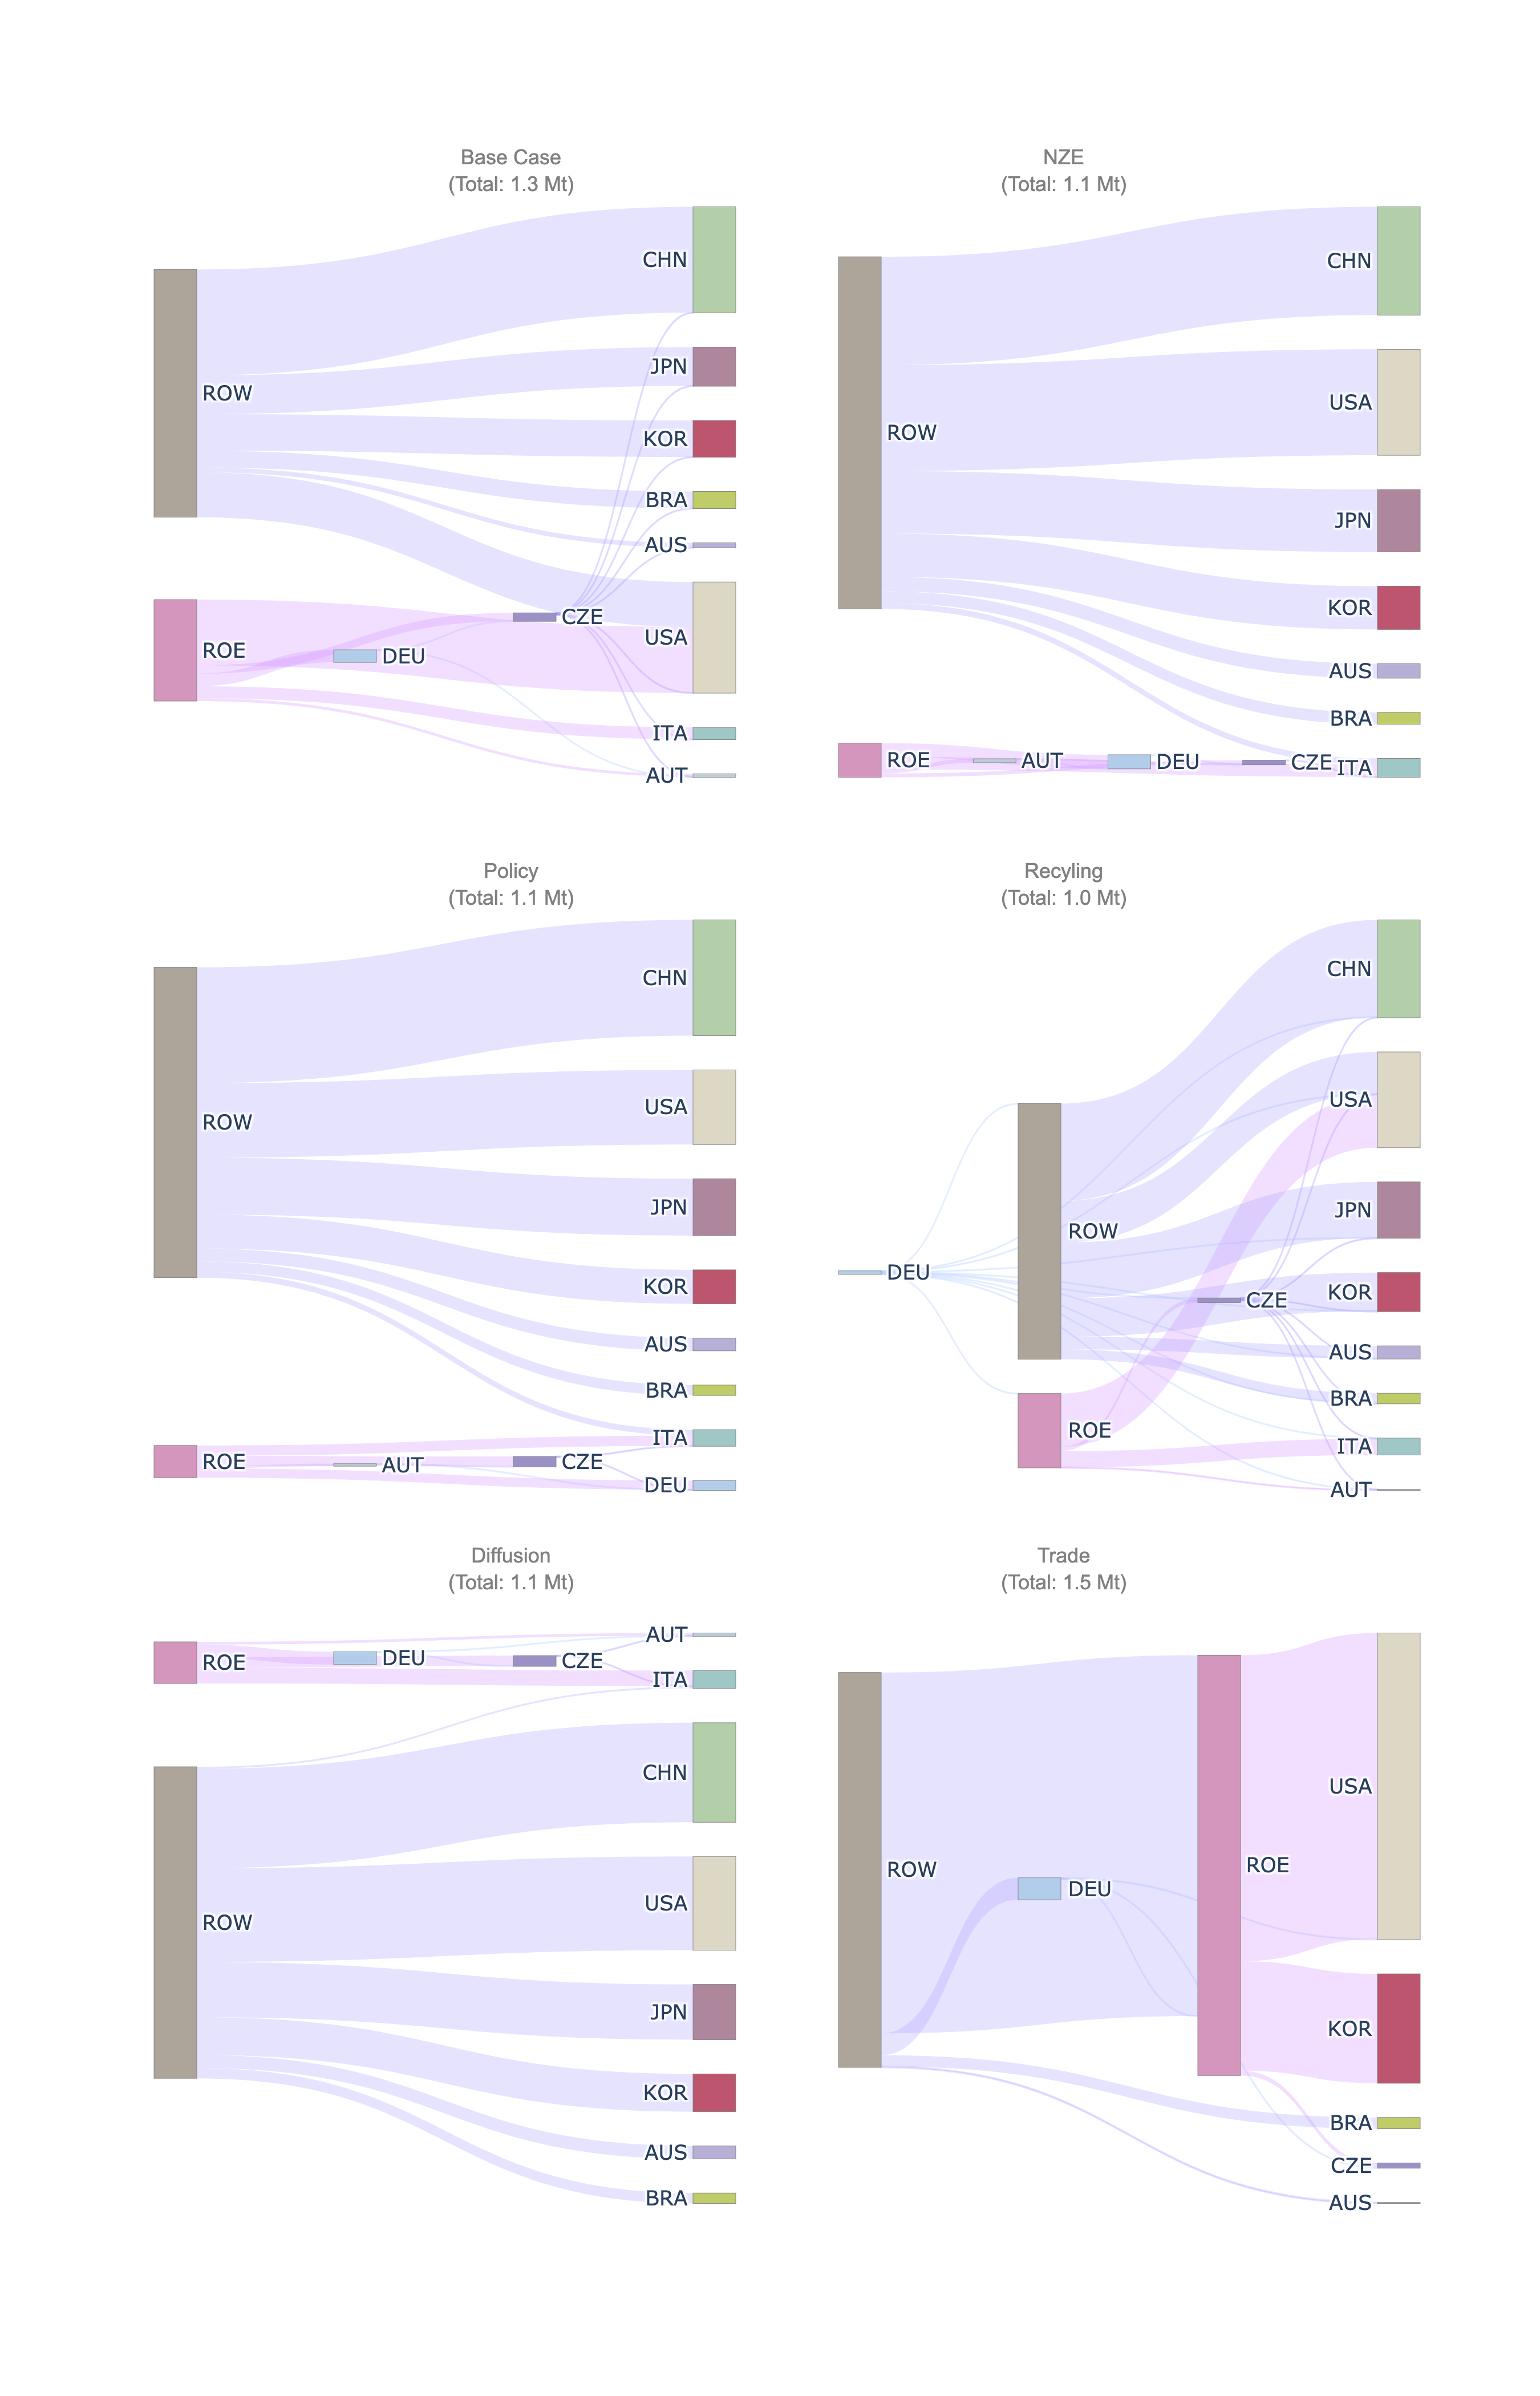 Base Case
(Total: 1.3 Mt)
CHN
JPN
ROW
KOR
BRA
AUS
CZE
USA
ROE
DEU
ITA
AUT
NZE
(Total: 1.1 Mt)
CHN
USA
ROW
JPN
KOR
AUS
BRA
ROE
AUT
DEU
CZE
ITA
Policy
(Total: 1.1 Mt)
CHN
USA
ROW
JPN
KOR
AUS
BRA
ITA
ROE
AUT
CZE
DEU
Recyling
(Total: 1.0 Mt)
CHN
USA
JPN
ROW
DEU
KOR
CZE
AUS
BRA
ROE
ITA
AUT
Diffusion
(Total: 1.1 Mt)
AUT
ROE
DEU
CZE
ITA
CHN
USA
ROW
JPN
KOR
AUS
BRA
Trade
(Total: 1.5 Mt)
USA
ROW
DEU
ROE
KOR
BRA
CZE
AUS